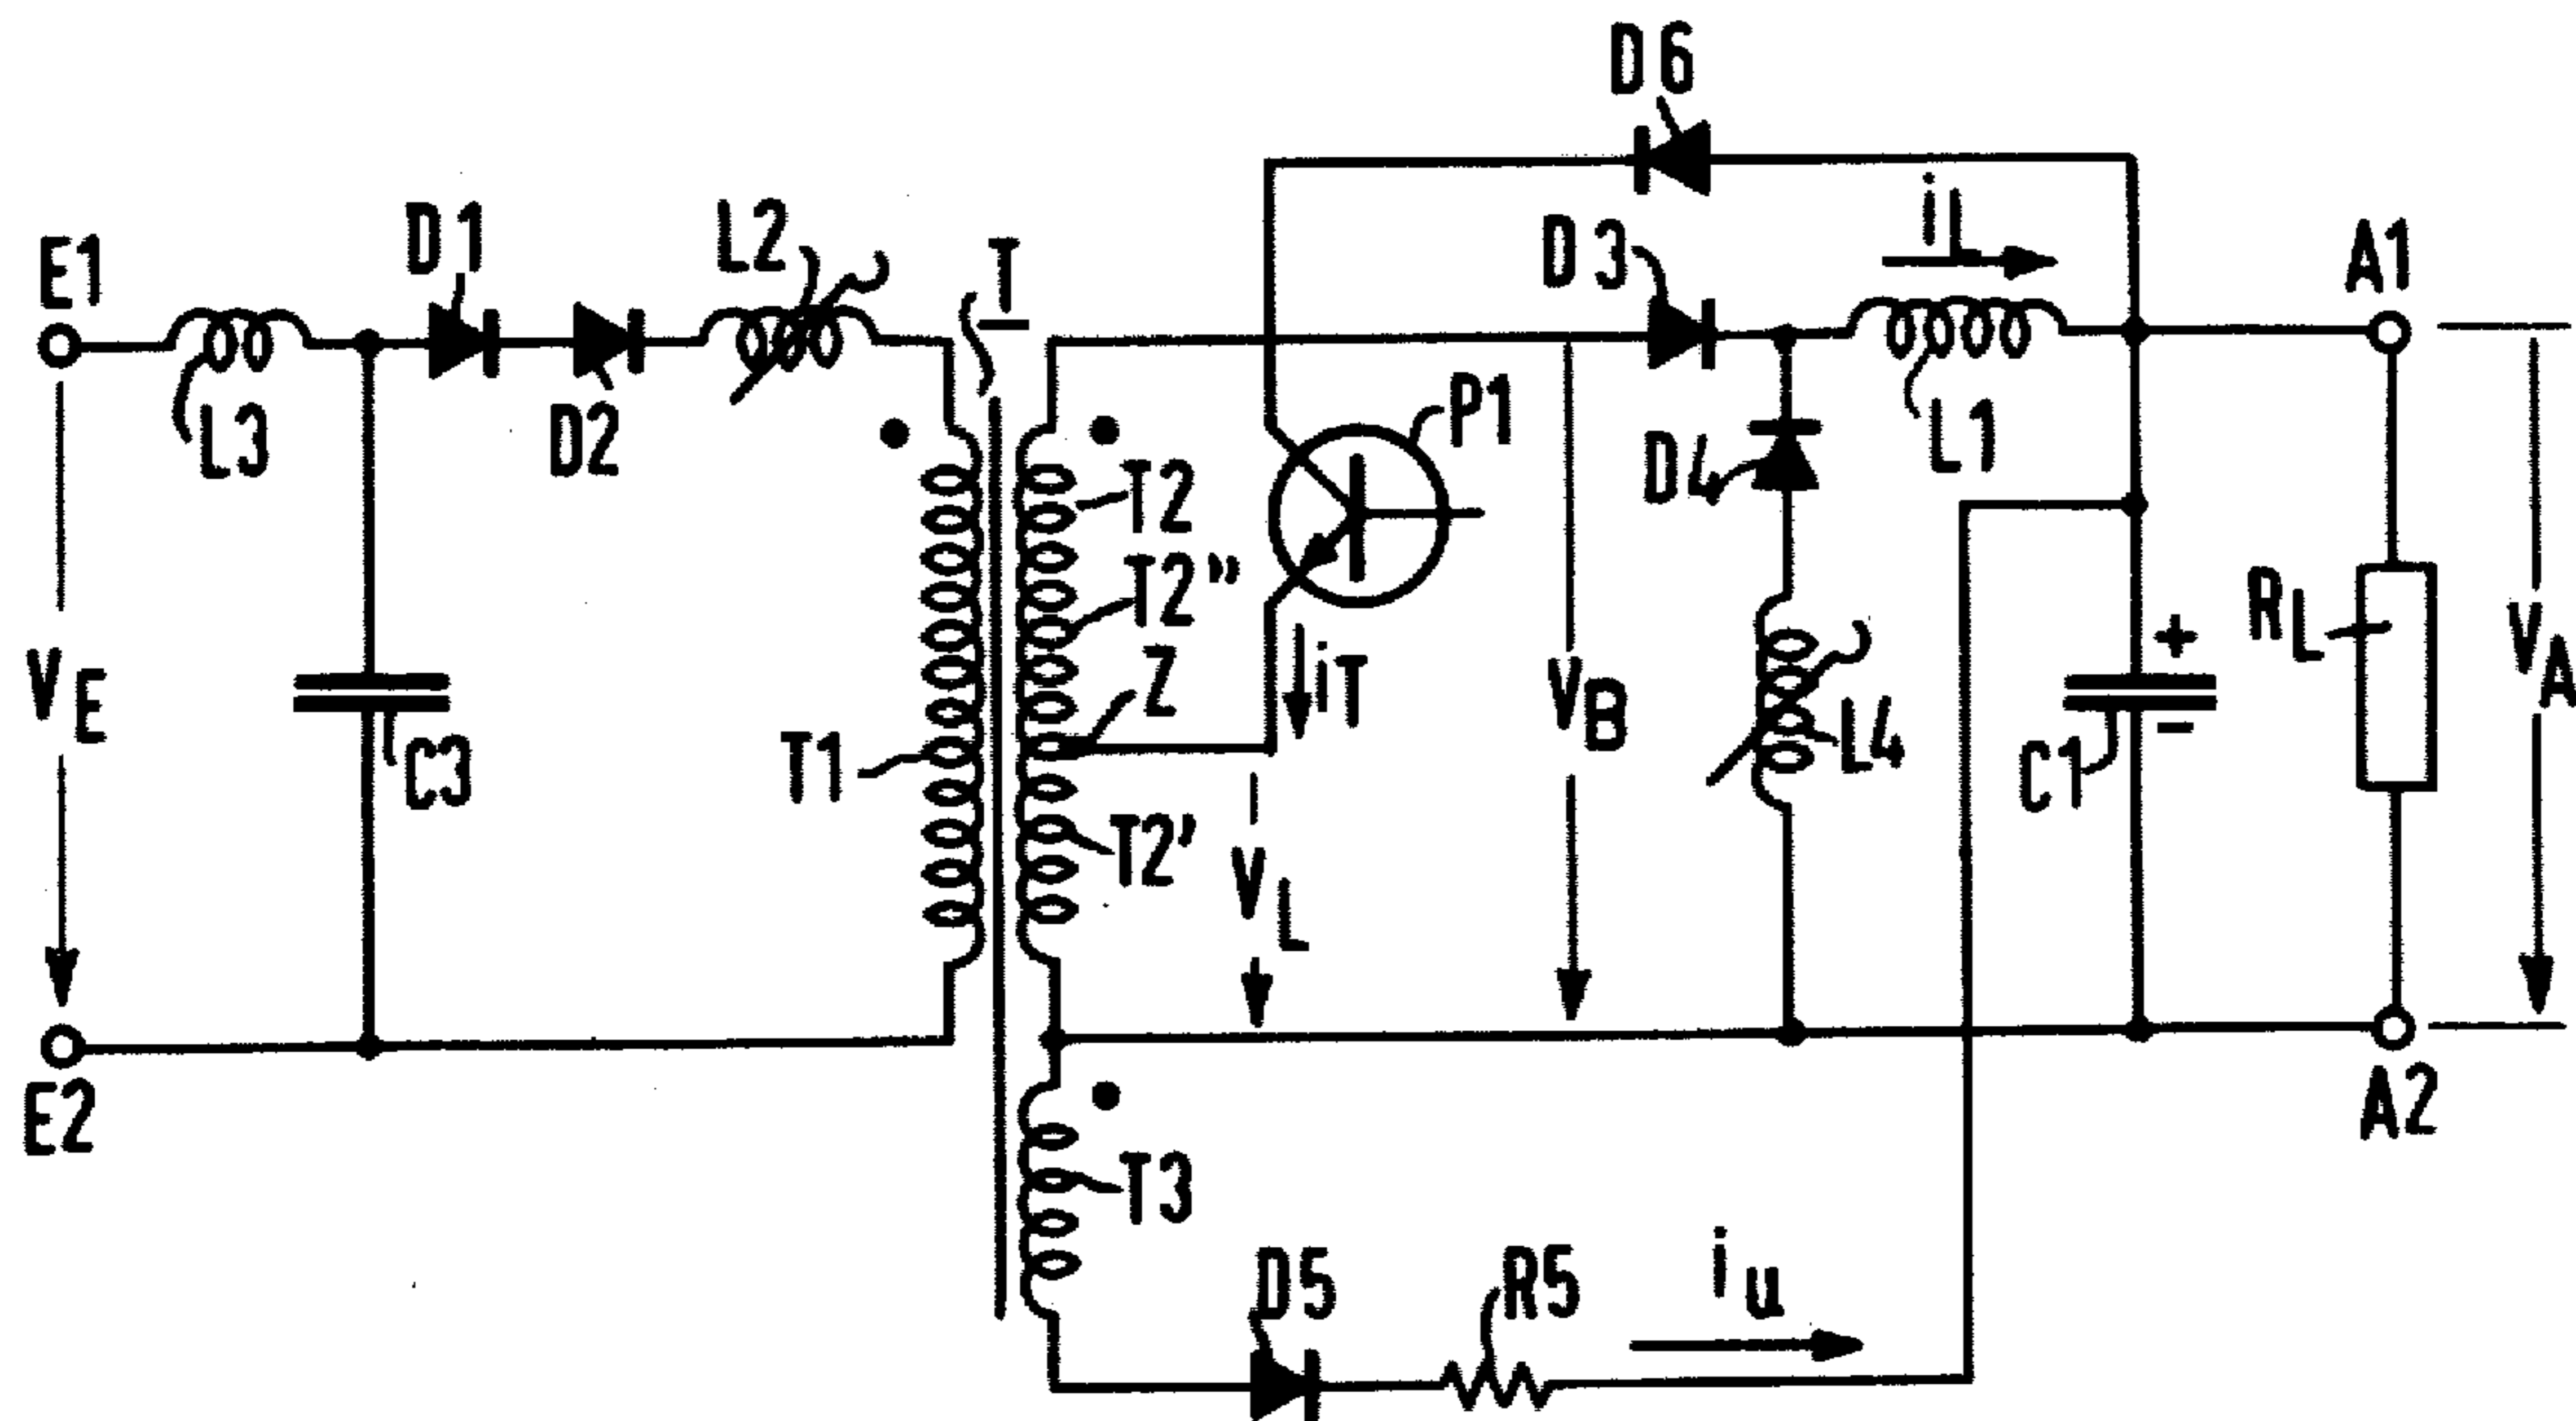 D6
E1
D1
L2
T
D3
iL
A1
L3
D2
P1
D4
L1
T2
T2"
Z
iT
VE
C3
T1
T2'
VL
VB
L4
+
-
C1
RL
VA
E2
A2
T3
D5
R5
iu